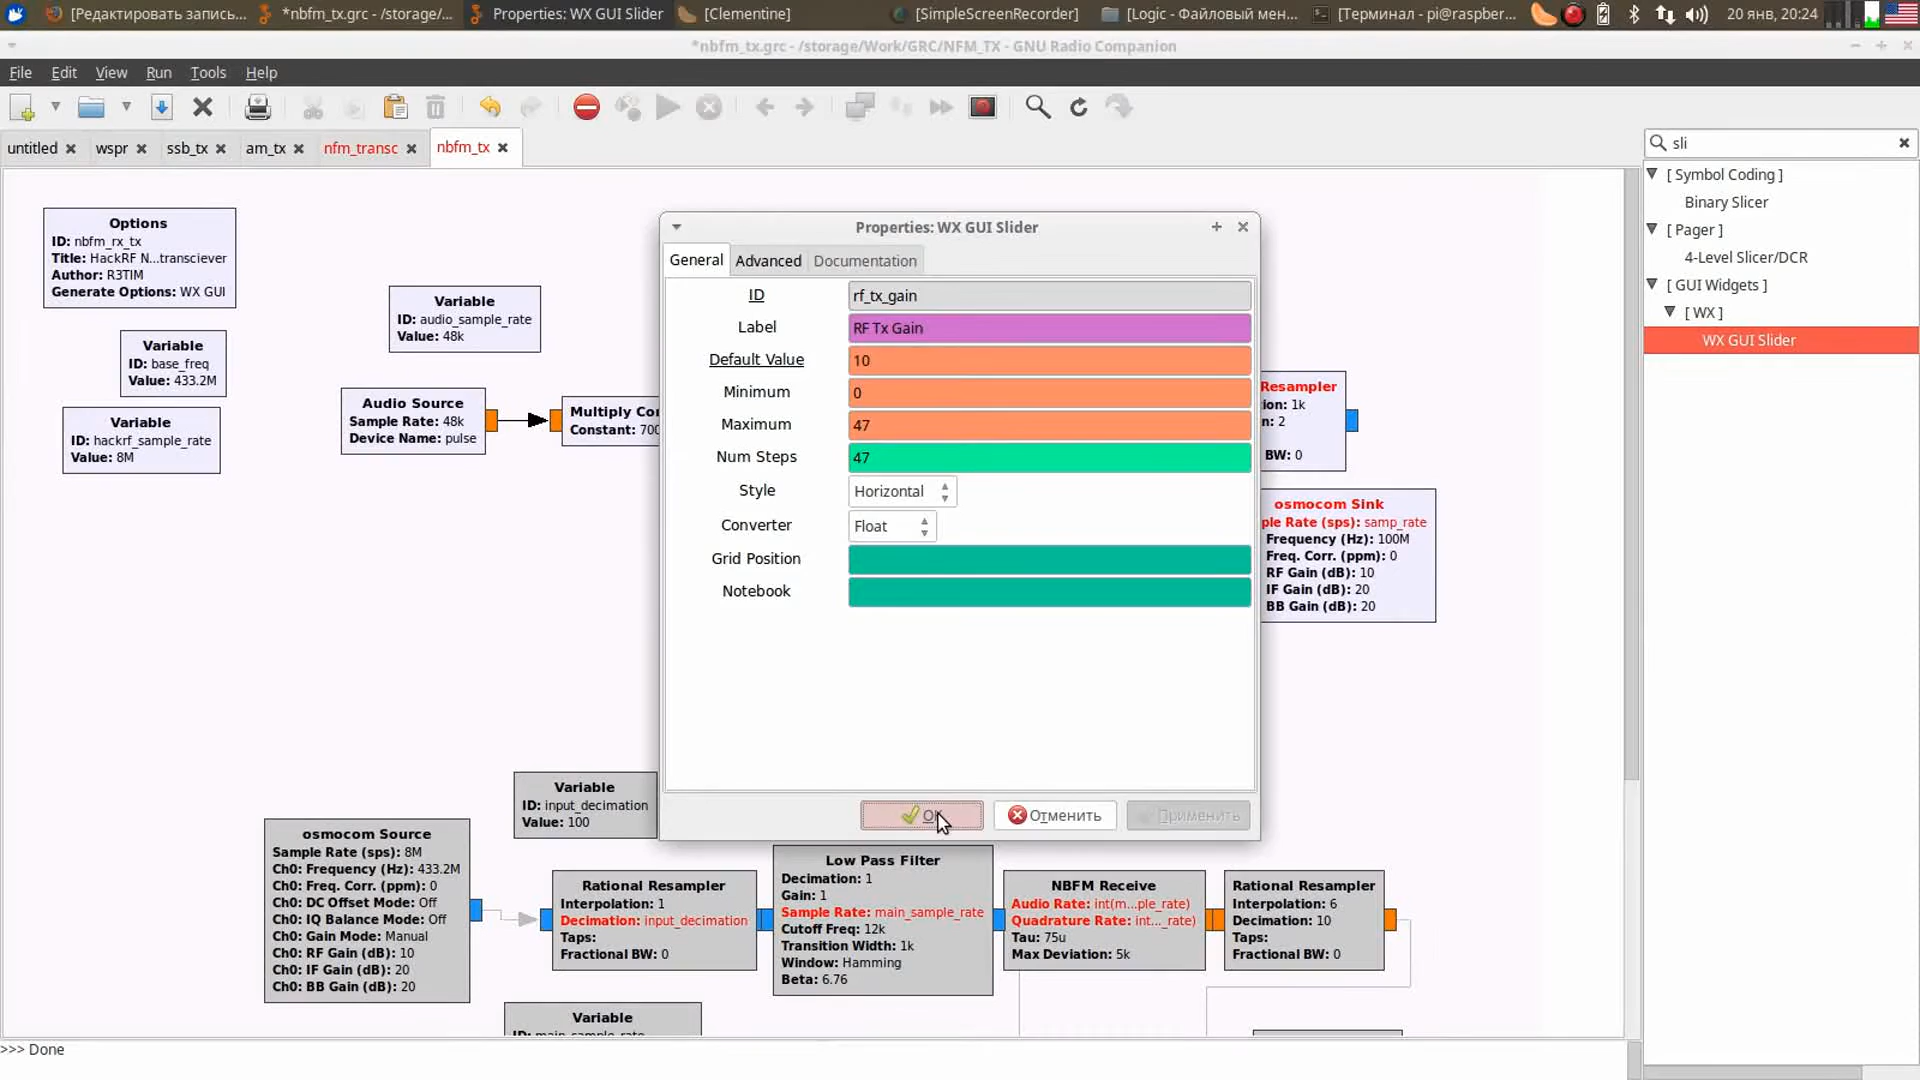 [Редактировать запись... *nbfm_tx.grc - /storage/... Properties: WX GUI Slider [Clementine] [SimpleScreenRecorder] [Logic - Файловый мен... [Терминал - pi@raspber... 20 янв, 20:24
*nbfm_tx.grc - /storage/Work/GRC/NFM_TX - GNU Radio Companion
File Edit View Run Tools Help
untitled wspr ssb_tx am_tx nfm_transc nbfm_tx
sli
[ Symbol Coding ]
Binary Slicer
[ Pager ]
4-Level Slicer/DCR
[ GUI Widgets ]
[ WX ]
WX GUI Slider
Options
ID: nbfm_rx_tx
Title: HackRF N...transciever
Author: R3TIM
Generate Options: WX GUI
Variable
ID: base_freq
Value: 433.2M
Variable
ID: hackrf_sample_rate
Value: 8M
Variable
ID: audio_sample_rate
Value: 48k
Audio Source
Sample Rate: 48k
Device Name: pulse
Multiply Co
Constant: 700
Properties: WX GUI Slider
General Advanced Documentation
ID rf_tx_gain
Label RF Tx Gain
Default Value 10
Minimum 0
Maximum 47
Num Steps 47
Style Horizontal
Converter Float
Grid Position
Notebook
Отменить Применить
Resampler
ion: 1k
n: 2
BW: 0
osmocom Sink
ple Rate (sps): samp_rate
Frequency (Hz): 100M
Freq. Corr. (ppm): 0
RF Gain (dB): 10
IF Gain (dB): 20
BB Gain (dB): 20
Variable
ID: input_decimation
Value: 100
osmocom Source
Sample Rate (sps): 8M
Ch0: Frequency (Hz): 433.2M
Ch0: Freq. Corr. (ppm): 0
Ch0: DC Offset Mode: Off
Ch0: IQ Balance Mode: Off
Ch0: Gain Mode: Manual
Ch0: RF Gain (dB): 10
Ch0: IF Gain (dB): 20
Ch0: BB Gain (dB): 20
Rational Resampler
Interpolation: 1
Decimation: input_decimation
Taps:
Fractional BW: 0
Low Pass Filter
Decimation: 1
Gain: 1
Sample Rate: main_sample_rate
Cutoff Freq: 12k
Transition Width: 1k
Window: Hamming
Beta: 6.76
NBFM Receive
Audio Rate: int(m...ple_rate)
Quadrature Rate: int..._rate)
Tau: 75u
Max Deviation: 5k
Rational Resampler
Interpolation: 6
Decimation: 10
Taps:
Fractional BW: 0
Variable
>>> Done